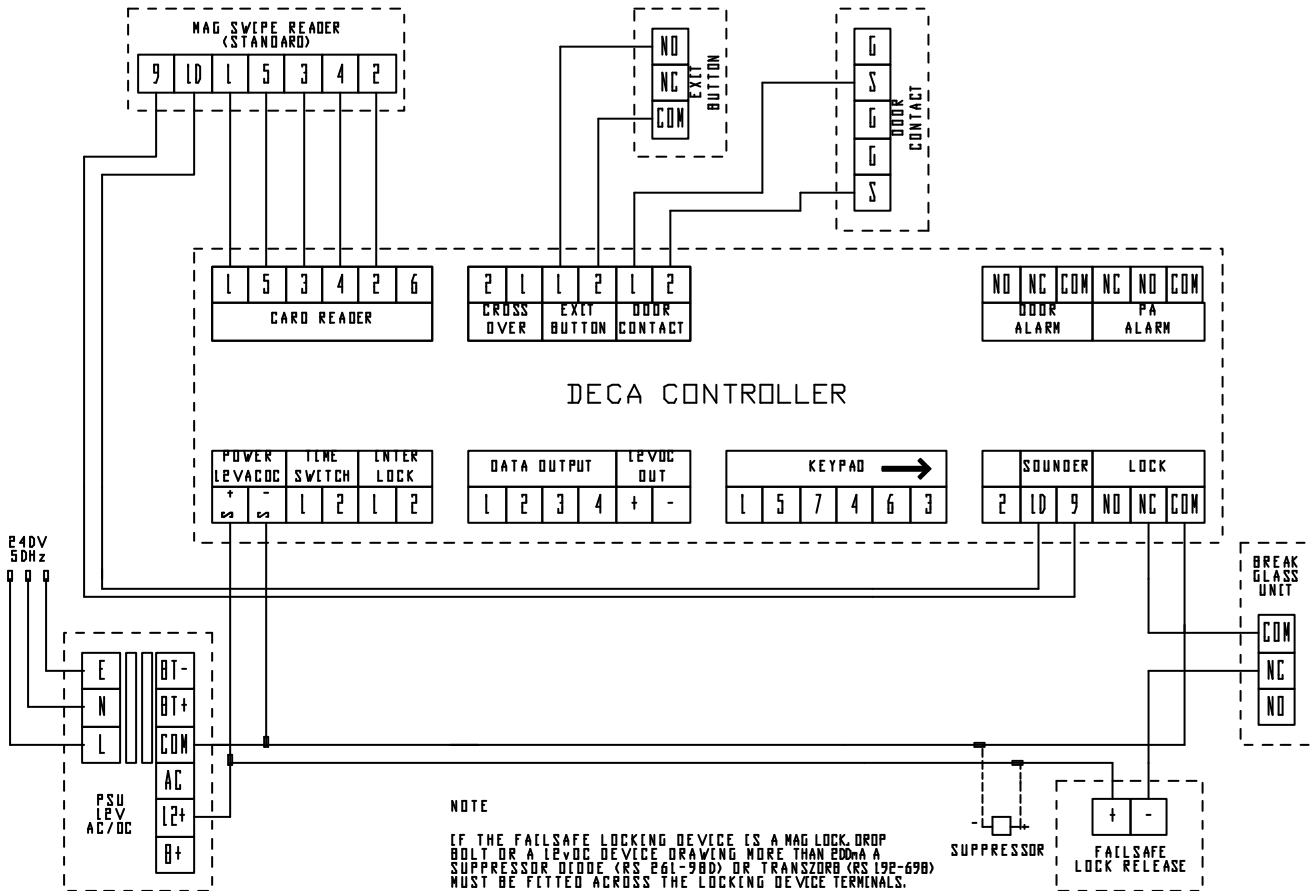 MAG SWIPE READER
(STANDARD)
9 10 1 5 3 4 2
NO
NC
COM
EXIT
BUTTON
G
S
G
G
S
DOOR
CONTACT
1 5 3 4 2 6
CARD READER
2 1 1 2 1 2
CROSS
OVER
EXIT
BUTTON
DOOR
CONTACT
NO NC COM NC NO COM
DOOR
ALARM
PA
ALARM
DECA CONTROLLER
POWER
12VACDC
TIME
SWITCH
INTER
LOCK
+ - 1 2 1 2
DATA OUTPUT
12VDC
OUT
1 2 3 4 + -
KEYPAD
1 5 7 4 6 3
SOUNDER
LOCK
2 10 9 NO NC COM
240V
50Hz
E
N
L
BT-
BT+
COM
AC
12+
B+
PSU
12V
AC/DC
BREAK
GLASS
UNIT
COM
NC
NO
- +
SUPPRESSOR
+ -
FAILSAFE
LOCK RELEASE
NOTE
IF THE FAILSAFE LOCKING DEVICE IS A MAG LOCK, DROP
BOLT OR A 12vDC DEVICE DRAWING MORE THAN 200mA A
SUPPRESSOR DIODE (RS 261-980) OR TRANSZORB (RS 192-698)
MUST BE FITTED ACROSS THE LOCKING DEVICE TERMINALS.